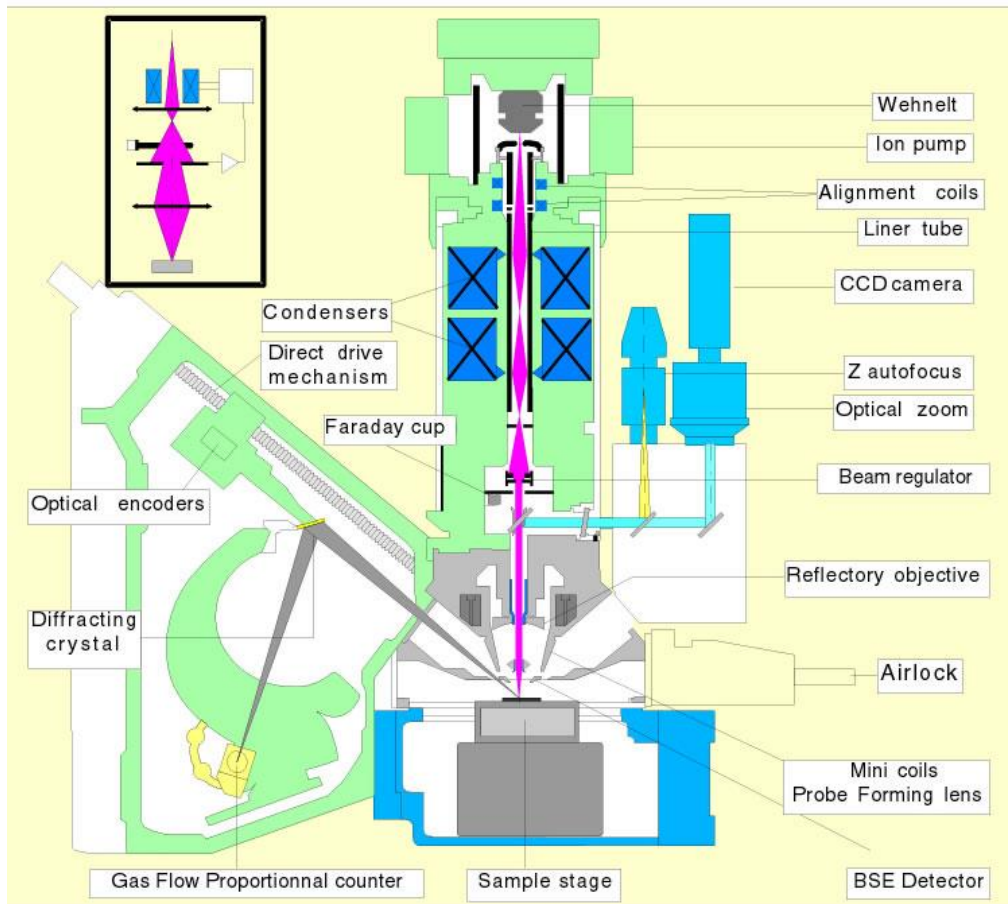 Wehnelt
Ion pump
Alignment coils
Liner tube
CCD camera
Condensers
Direct drive
mechanism
Z autofocus
Optical zoom
Faraday cup
Beam regulator
Optical encoders
Reflectory objective
Diffracting
crystal
Airlock
Mini coils
Probe Forming lens
Gas Flow Proportionnal counter
Sample stage
BSE Detector